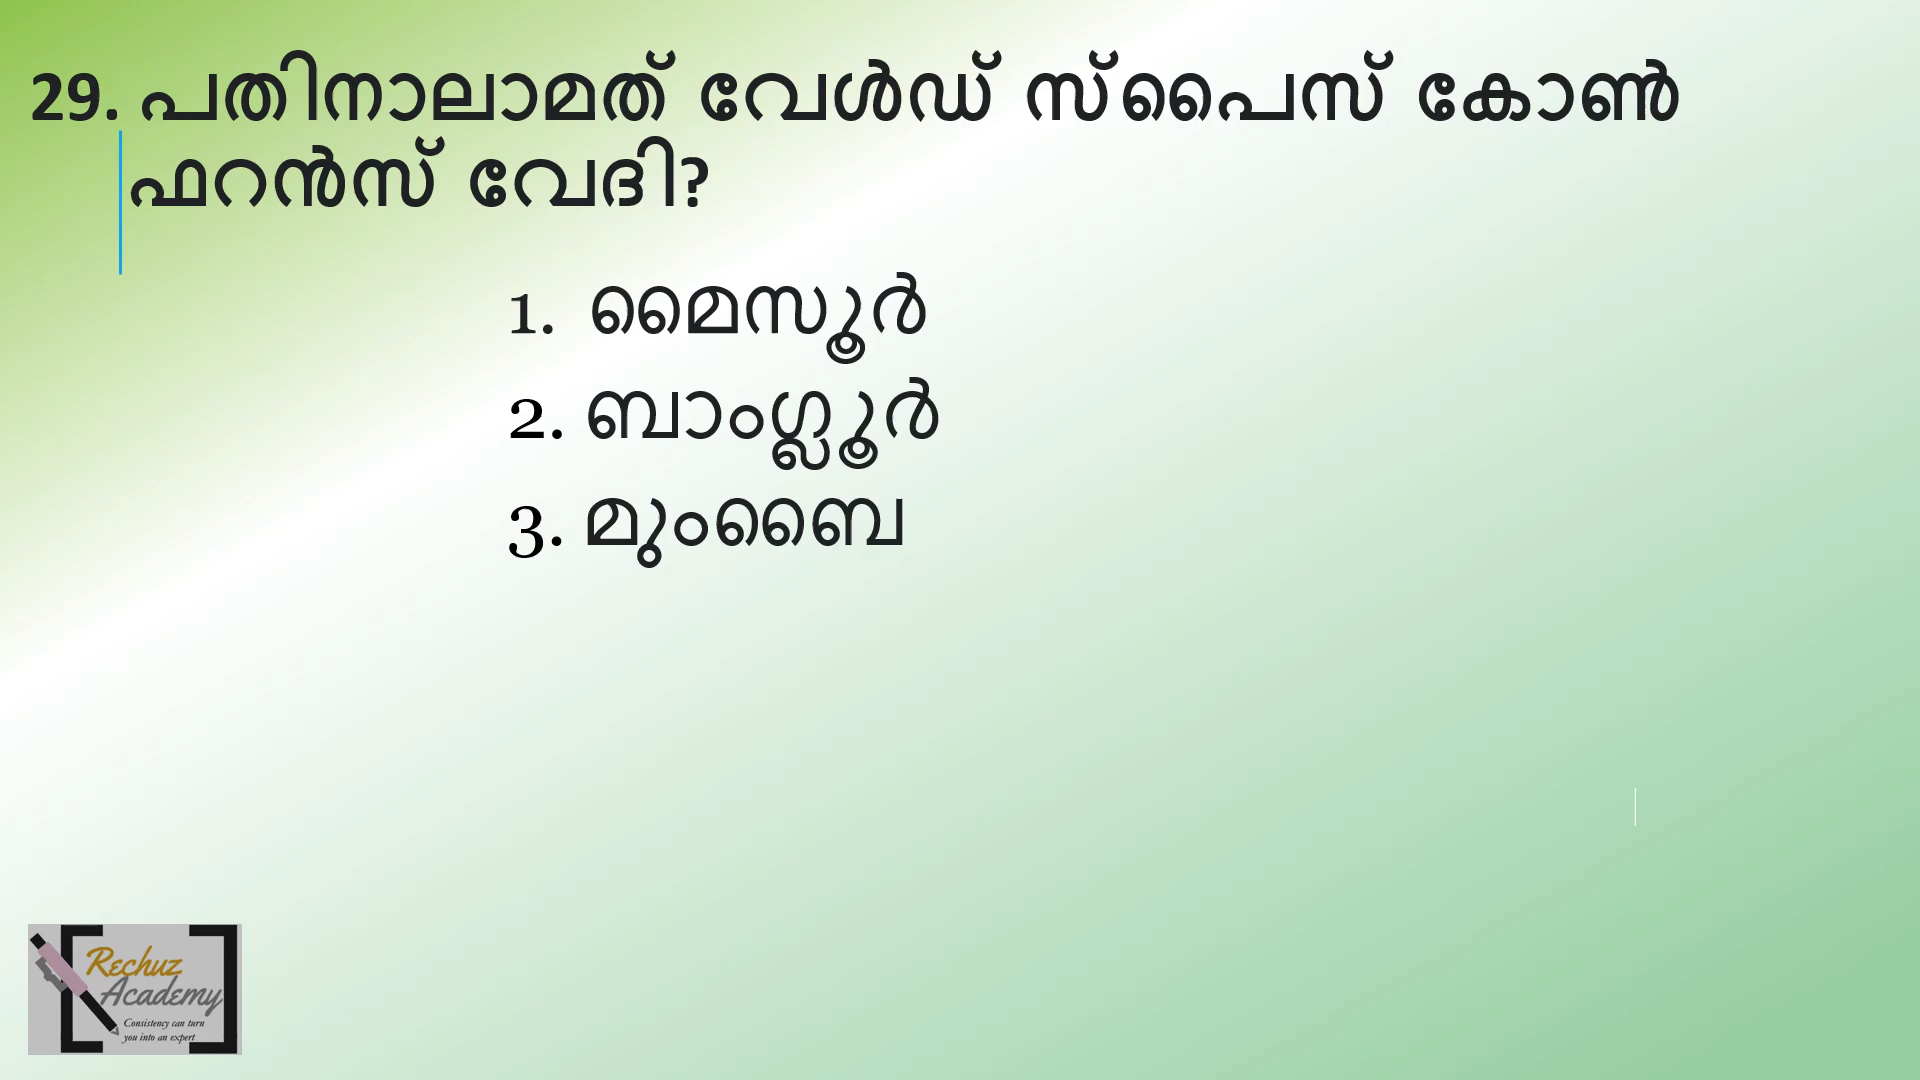 29. പതിനാലാമത് വേൾഡ് സ്പൈസ് കോൺ
ഫറൻസ് വേദി?
1. മൈസൂർ
2. ബാംഗ്ലൂർ
3. മുംബൈ
Rechuz
Academy
Consistency can turn
you into an expert